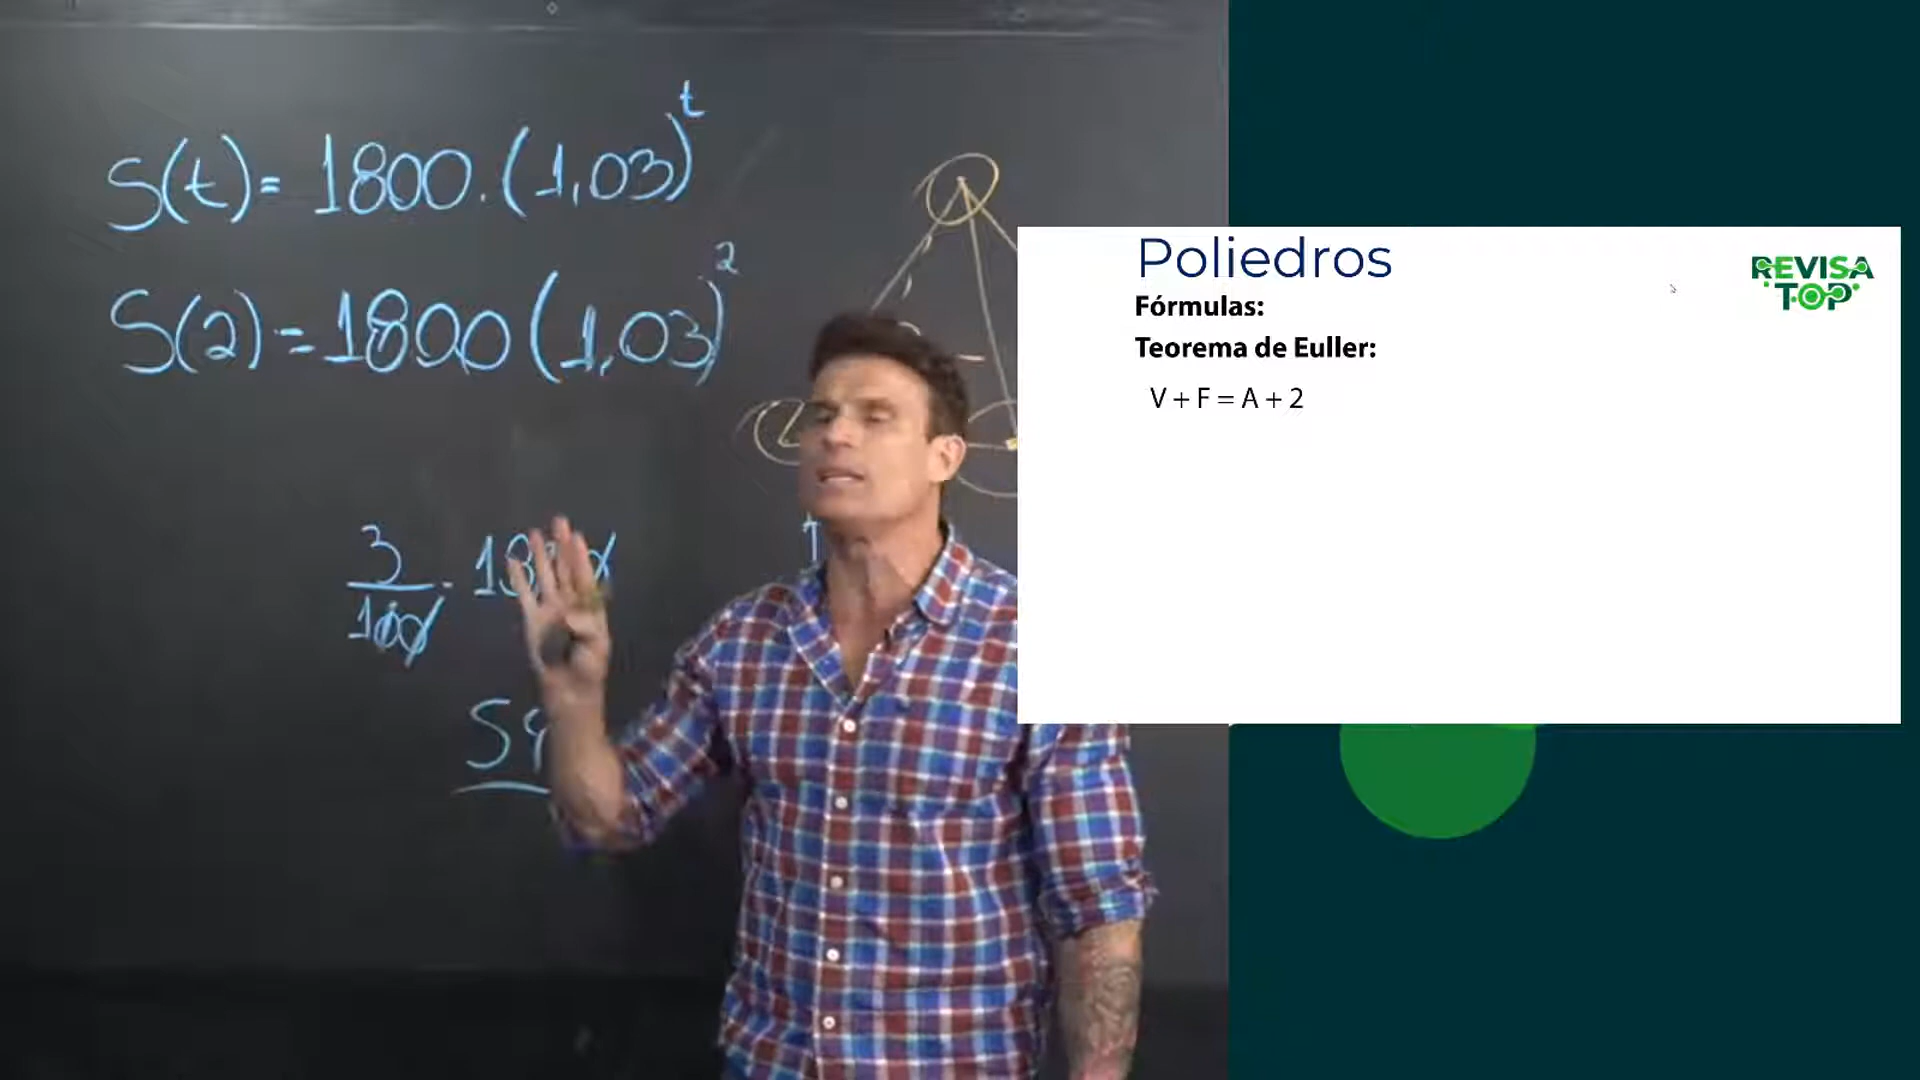 S(t) = 1800 . (1,03)^t
S(2) = 1800 (1,03)^2
3
100
Poliedros
REVISA
TOP
Fórmulas:
Teorema de Euller:
V + F = A + 2